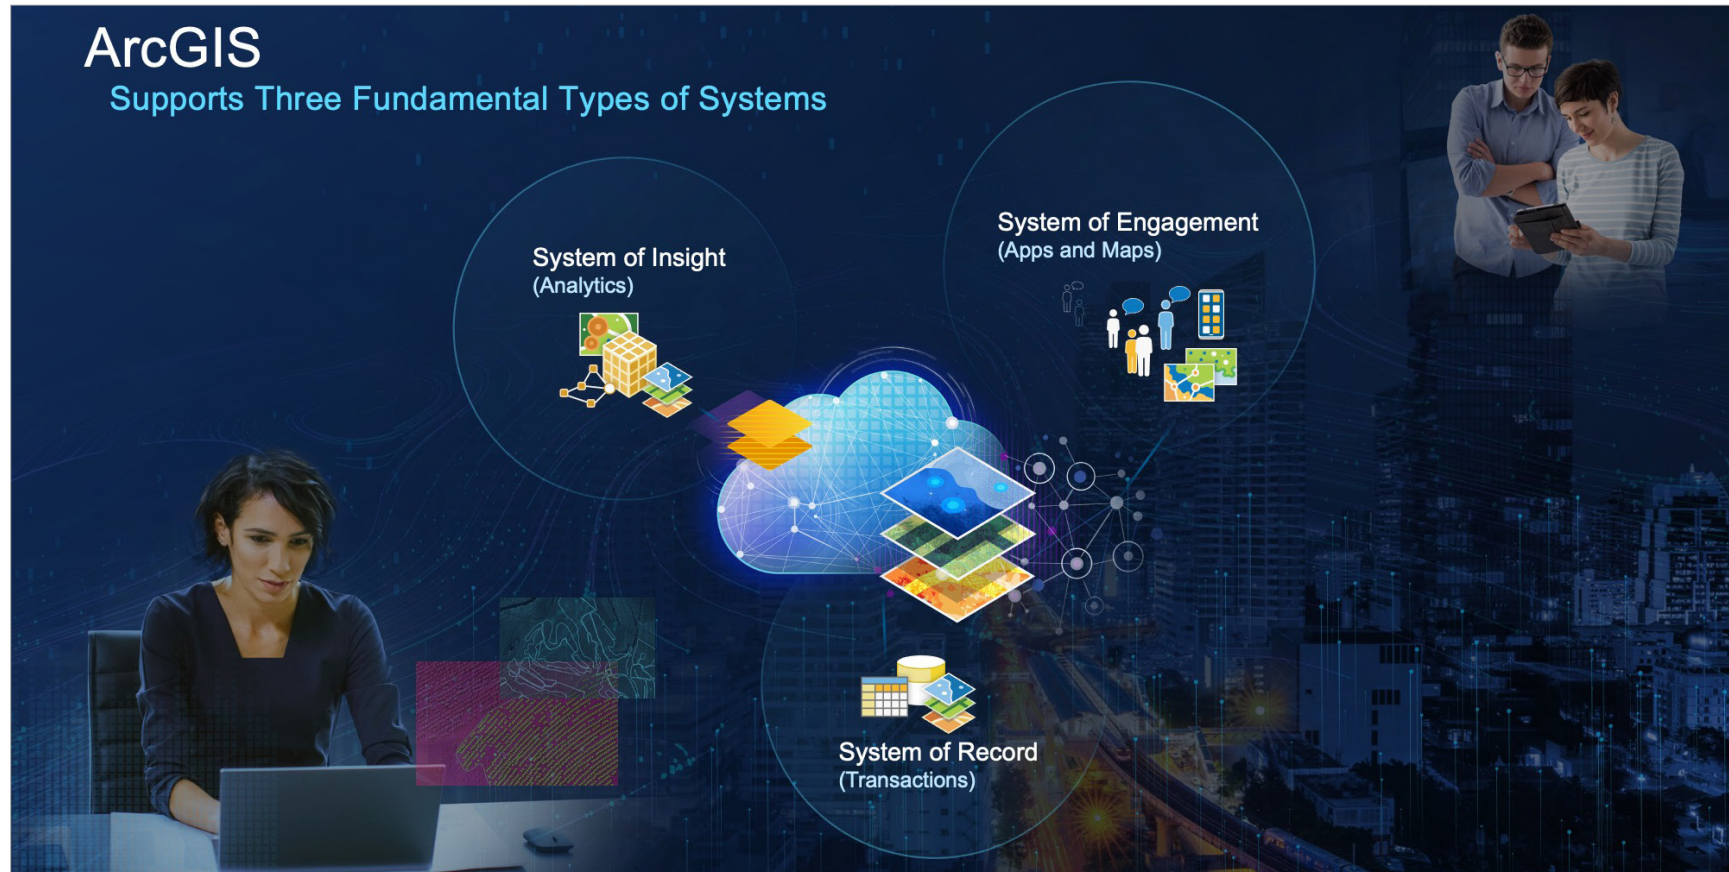 ArcGIS
Supports Three Fundamental Types of Systems
System of Insight
(Analytics)
System of Engagement
(Apps and Maps)
System of Record
(Transactions)